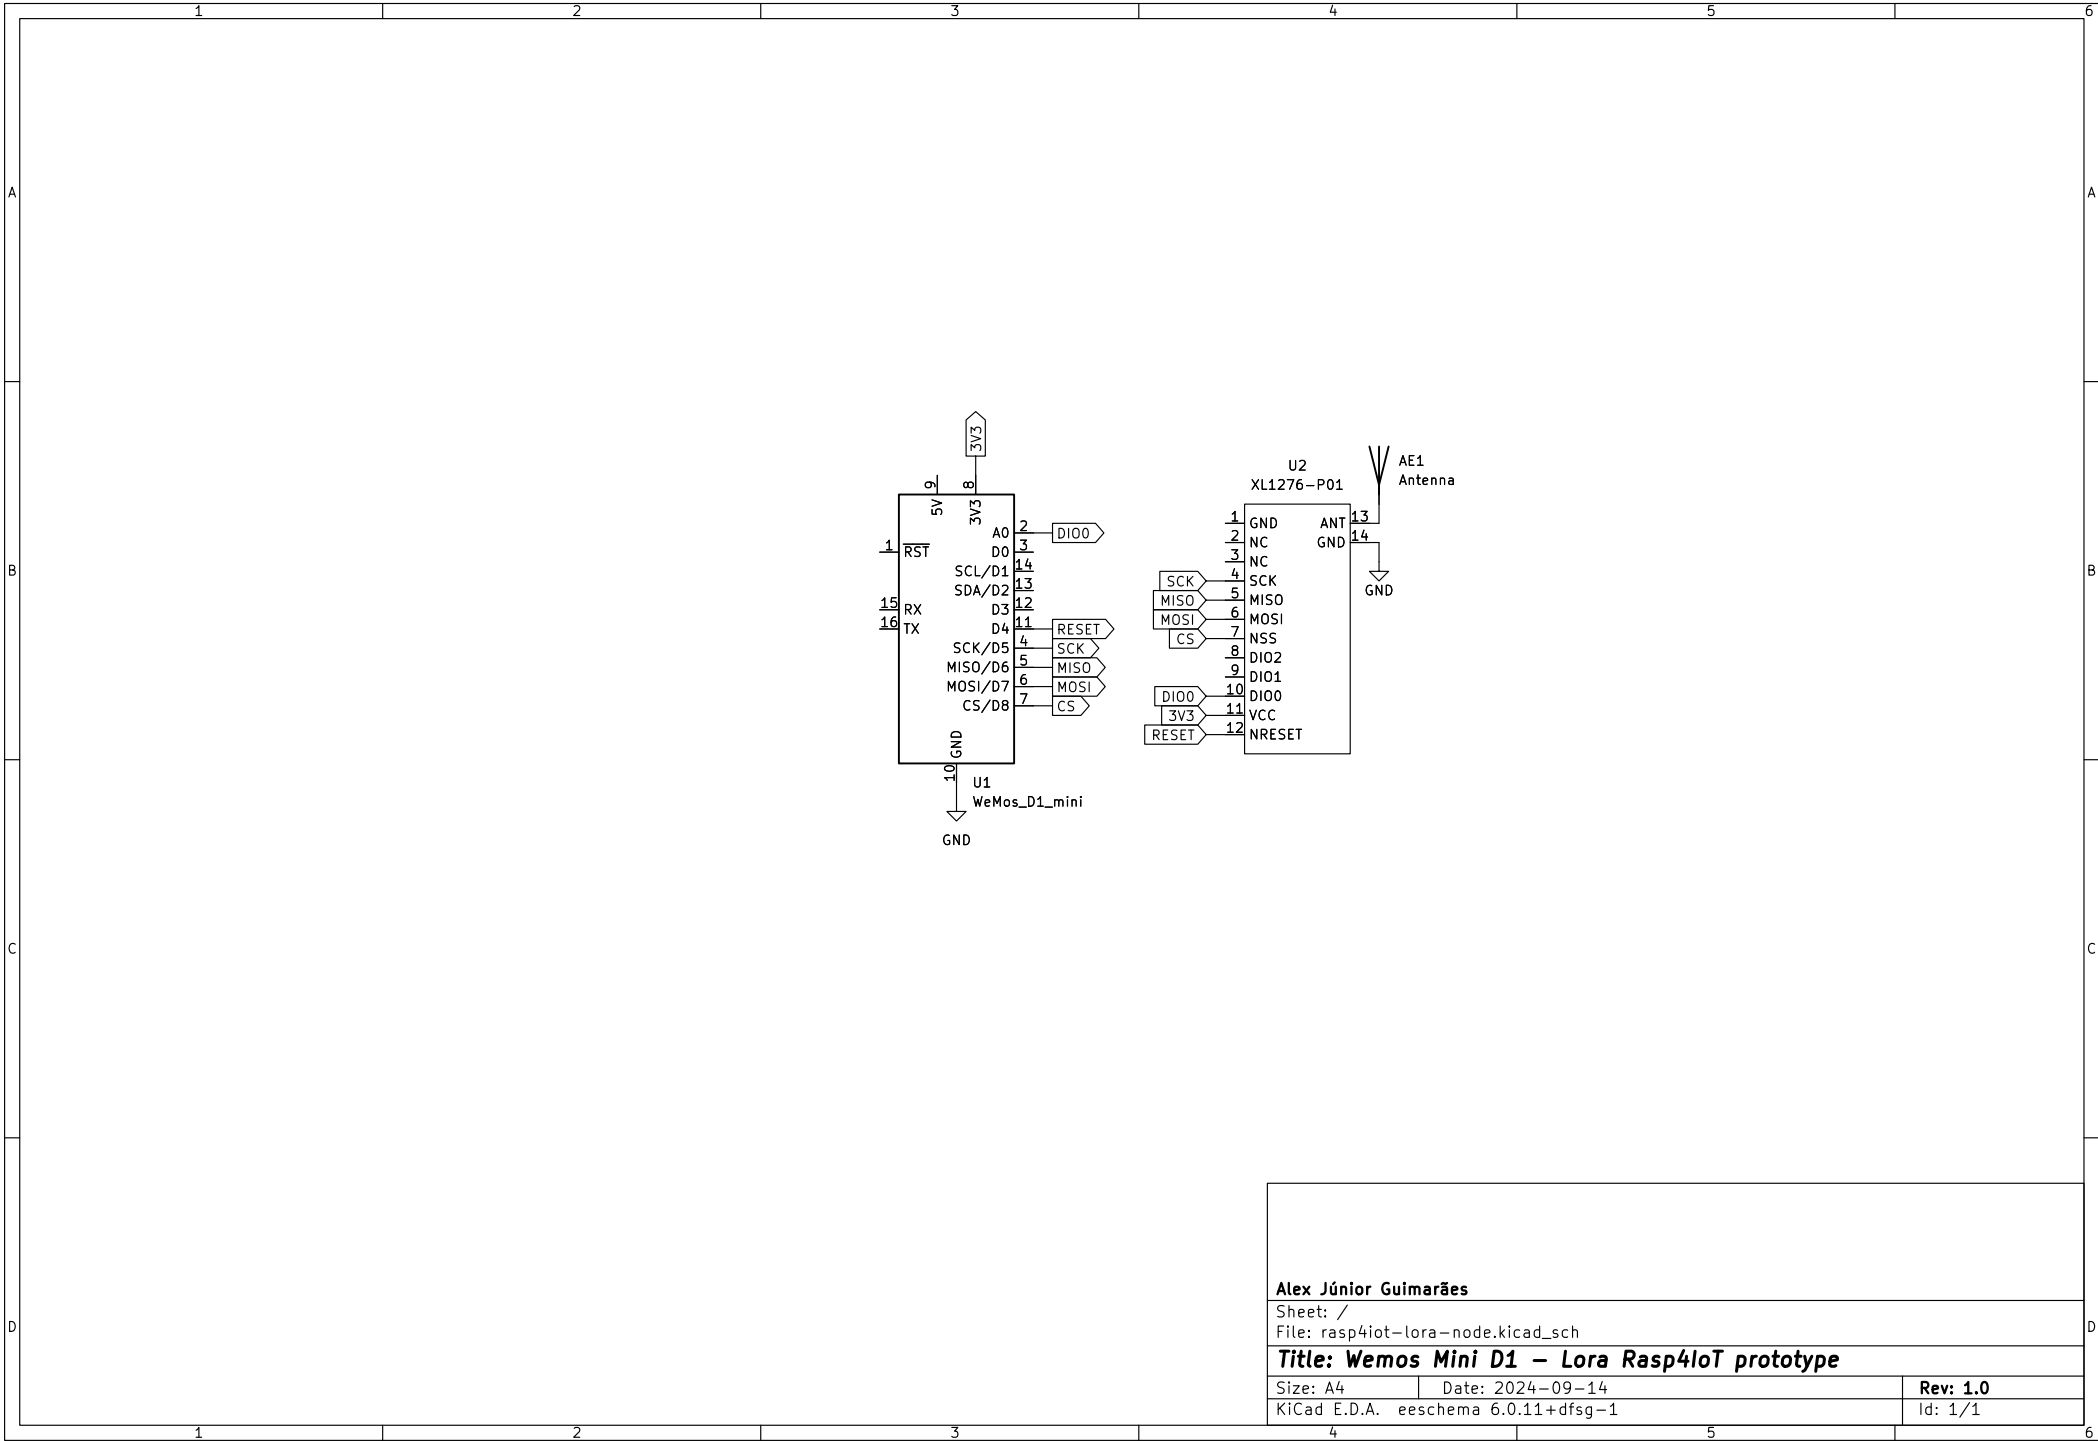 1 2 3 4 5 6
A A
B B
C C
D D
3V3
9 8
5V 3V3
A0 2 DIO0
1 RST D0 3
SCL/D1 14
SDA/D2 13
15 RX D3 12
16 TX D4 11 RESET
SCK/D5 4 SCK
MISO/D6 5 MISO
MOSI/D7 6 MOSI
CS/D8 7 CS
GND
10 U1
WeMos_D1_mini
GND
U2
XL1276-P01
AE1
Antenna
1 GND ANT 13
2 NC GND 14
3 NC
SCK 4 SCK
MISO 5 MISO
GND
MOSI 6 MOSI
CS 7 NSS
8 DIO2
9 DIO1
DIO0 10 DIO0
3V3 11 VCC
RESET 12 NRESET
Alex Júnior Guimarães
Sheet: /
File: rasp4iot-lora-node.kicad_sch
Title: Wemos Mini D1 – Lora Rasp4IoT prototype
Size: A4 Date: 2024-09-14 Rev: 1.0
KiCad E.D.A. eeschema 6.0.11+dfsg-1 Id: 1/1
1 2 3 4 5 6